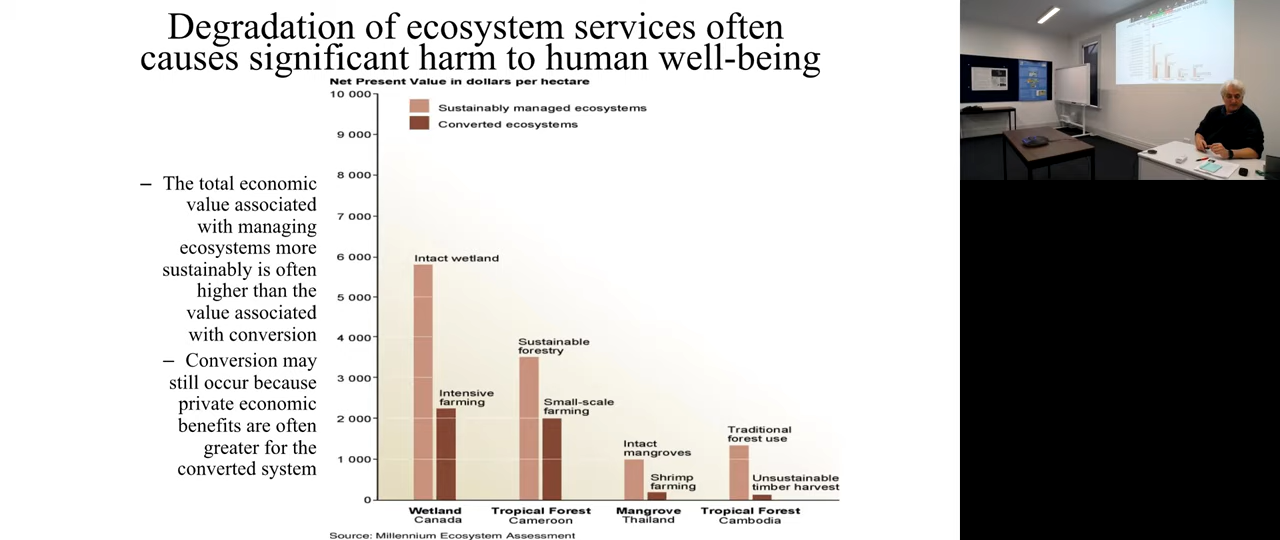 Degradation of ecosystem services often
causes significant harm to human well-being
Net Present Value in dollars per hectare
10 000
9 000
8 000
7 000
6 000
5 000
4 000
3 000
2 000
1 000
0
Sustainably managed ecosystems
Converted ecosystems
– The total economic
value associated
with managing
ecosystems more
sustainably is often
higher than the
value associated
with conversion
– Conversion may
still occur because
private economic
benefits are often
greater for the
converted system
Intact wetland
Intensive
farming
Sustainable
forestry
Small-scale
farming
Intact
mangroves
Shrimp
farming
Traditional
forest use
Unsustainable
timber harvest
Wetland
Canada
Tropical Forest
Cameroon
Mangrove
Thailand
Tropical Forest
Cambodia
Source: Millennium Ecosystem Assessment